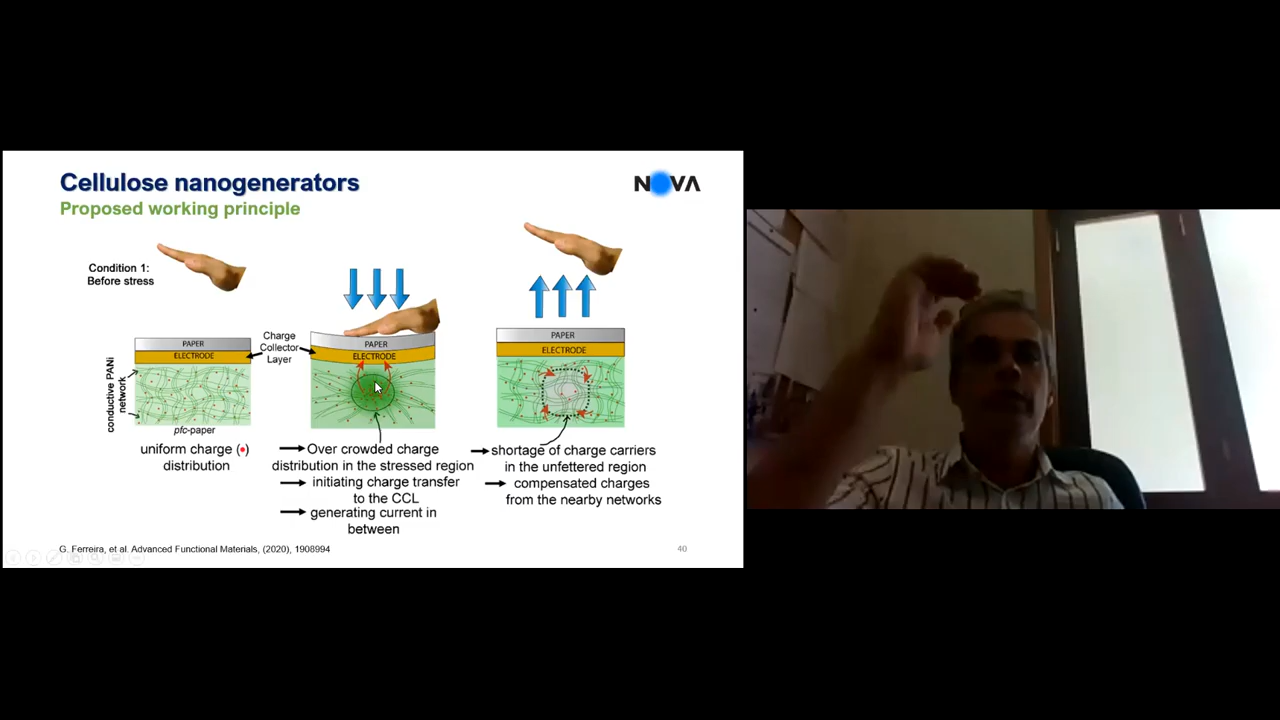 Cellulose nanogenerators
NOVA
Proposed working principle
Condition 1:
Before stress
Charge
Collector
Layer
PAPER
ELECTRODE
PAPER
ELECTRODE
PAPER
ELECTRODE
conductive PANi
network
pfc-paper
uniform charge (•)
distribution
Over crowded charge
distribution in the stressed region
initiating charge transfer
to the CCL
generating current in
between
shortage of charge carriers
in the unfettered region
compensated charges
from the nearby networks
G. Ferreira, et al. Advanced Functional Materials, (2020), 1908994
40